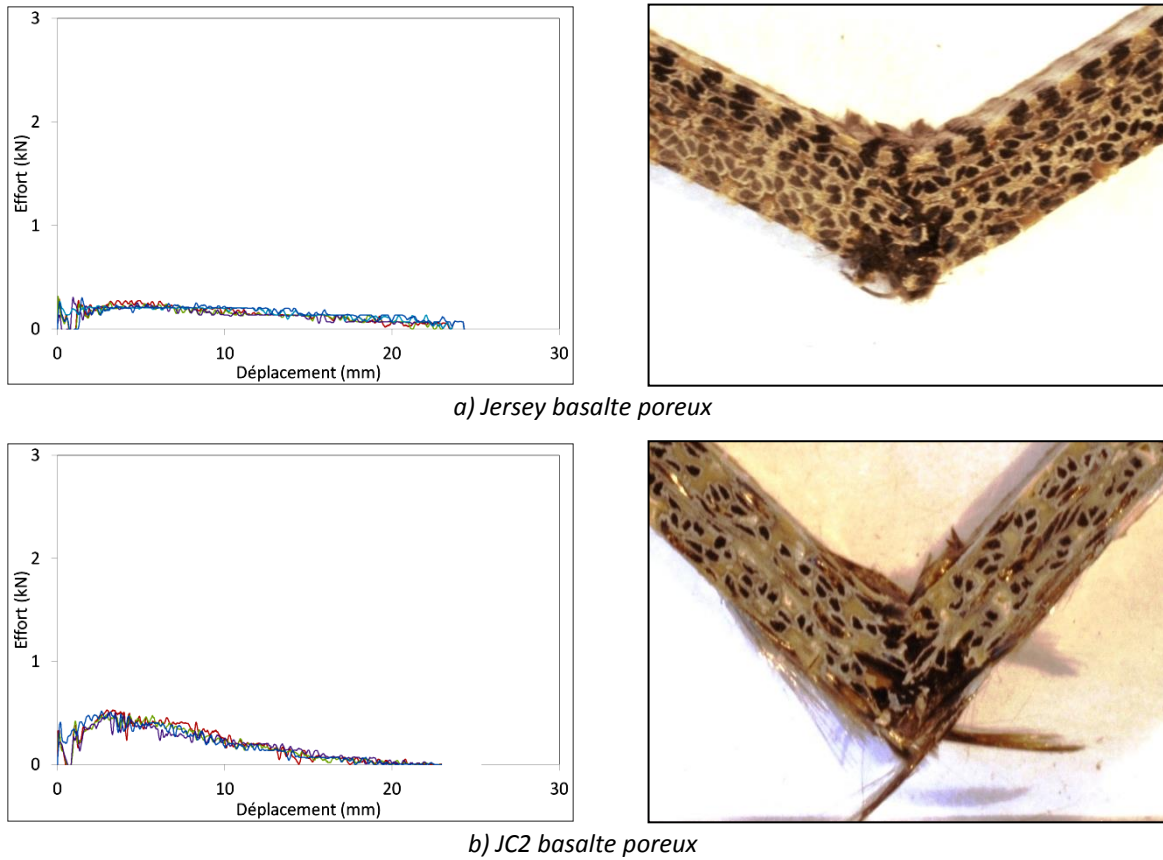 3
2
1
0
Effort (kN)
0
10
20
30
Déplacement (mm)
a) Jersey basalte poreux
3
2
1
0
Effort (kN)
0
10
20
30
Déplacement (mm)
b) JC2 basalte poreux